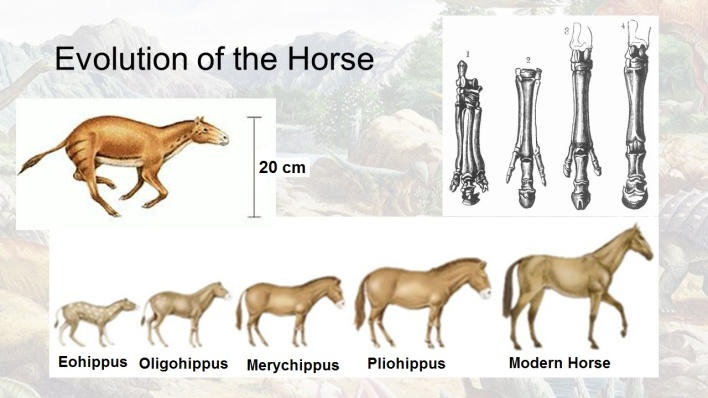 Evolution of the Horse
1
2
3
4
20 cm
Eohippus
Oligohippus
Merychippus
Pliohippus
Modern Horse